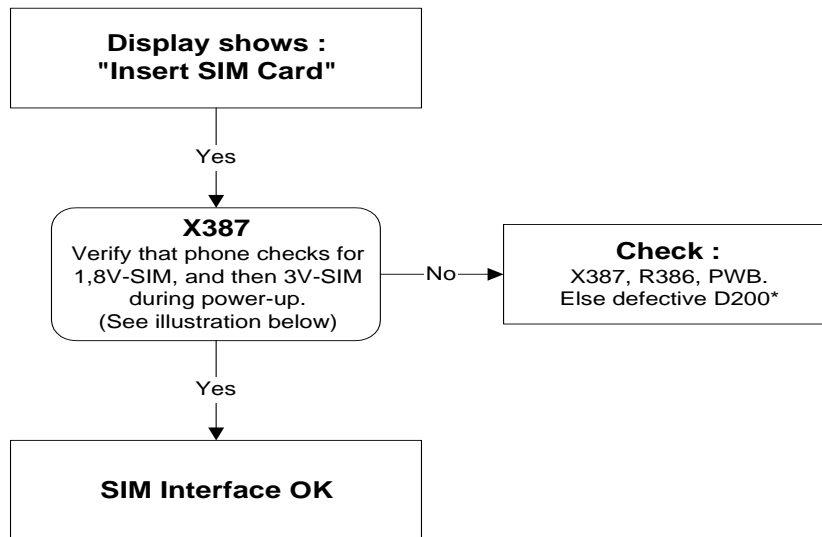 Display shows :
"Insert SIM Card"
Yes
X387
Verify that phone checks for
1,8V-SIM, and then 3V-SIM
during power-up.
(See illustration below)
No
Check :
X387, R386, PWB.
Else defective D200*
Yes
SIM Interface OK